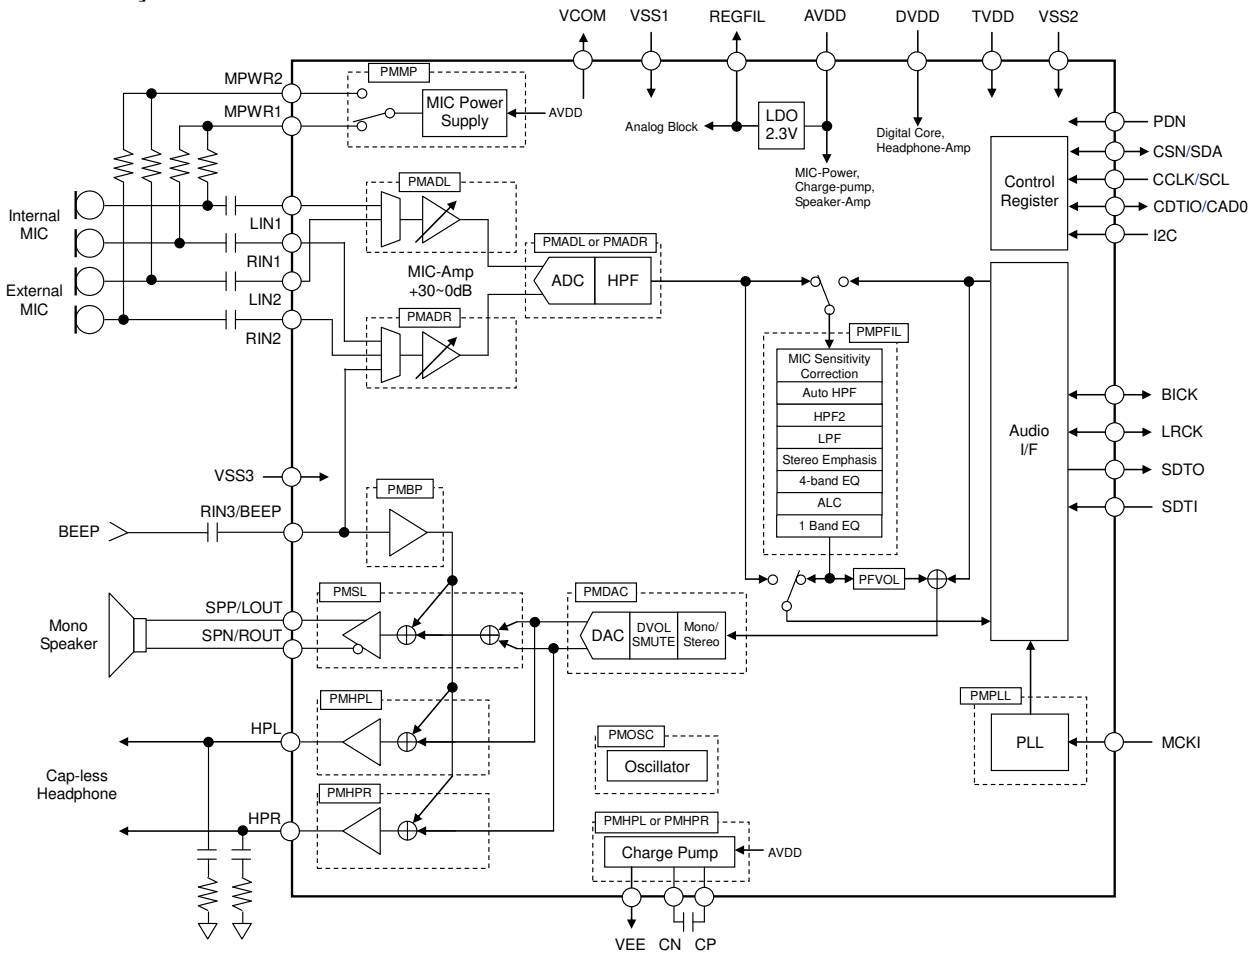 VCOM VSS1 REGFIL AVDD DVDD TVDD VSS2
MPWR2
MPWR1
PMMP
MIC Power
Supply
AVDD
Analog Block
LDO
2.3V
Digital Core,
Headphone-Amp
MIC-Power,
Charge-pump,
Speaker-Amp
PDN
CSN/SDA
CCLK/SCL
CDTIO/CAD0
I2C
Control
Register
Internal
MIC
External
MIC
LIN1
RIN1
LIN2
RIN2
PMADL
MIC-Amp
+30~0dB
PMADR
PMADL or PMADR
ADC HPF
PMPFIL
MIC Sensitivity
Correction
Auto HPF
HPF2
LPF
Stereo Emphasis
4-band EQ
ALC
1 Band EQ
Audio
I/F
BICK
LRCK
SDTO
SDTI
VSS3
RIN3/BEEP
BEEP
PMBP
PFVOL
PMSL
SPP/LOUT
SPN/ROUT
Mono
Speaker
PMDAC
DAC
DVOL
SMUTE
Mono/
Stereo
PMHPL
HPL
Cap-less
Headphone
PMHPR
HPR
PMOSC
Oscillator
PMPLL
PLL
MCKI
PMHPL or PMHPR
Charge Pump
AVDD
VEE CN CP